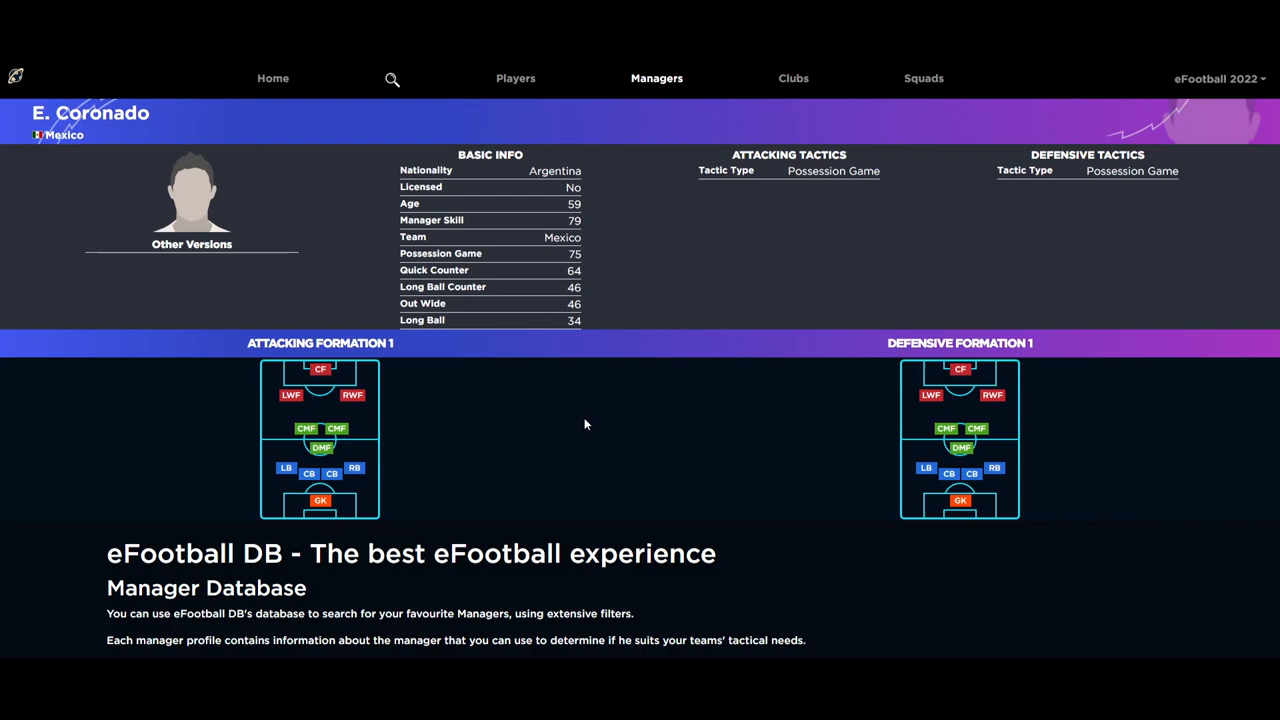 Home Players Managers Clubs Squads eFootball 2022
E. Coronado
Mexico
Other Versions
BASIC INFO
Nationality Argentina
Licensed No
Age 59
Manager Skill 79
Team Mexico
Possession Game 75
Quick Counter 64
Long Ball Counter 46
Out Wide 46
Long Ball 34
ATTACKING TACTICS
Tactic Type Possession Game
DEFENSIVE TACTICS
Tactic Type Possession Game
ATTACKING FORMATION 1
CF
LWF RWF
CMF CMF
DMF
LB CB CB RB
GK
DEFENSIVE FORMATION 1
CF
LWF RWF
CMF CMF
DMF
LB CB CB RB
GK
eFootball DB - The best eFootball experience
Manager Database
You can use eFootball DB's database to search for your favourite Managers, using extensive filters.
Each manager profile contains information about the manager that you can use to determine if he suits your teams' tactical needs.